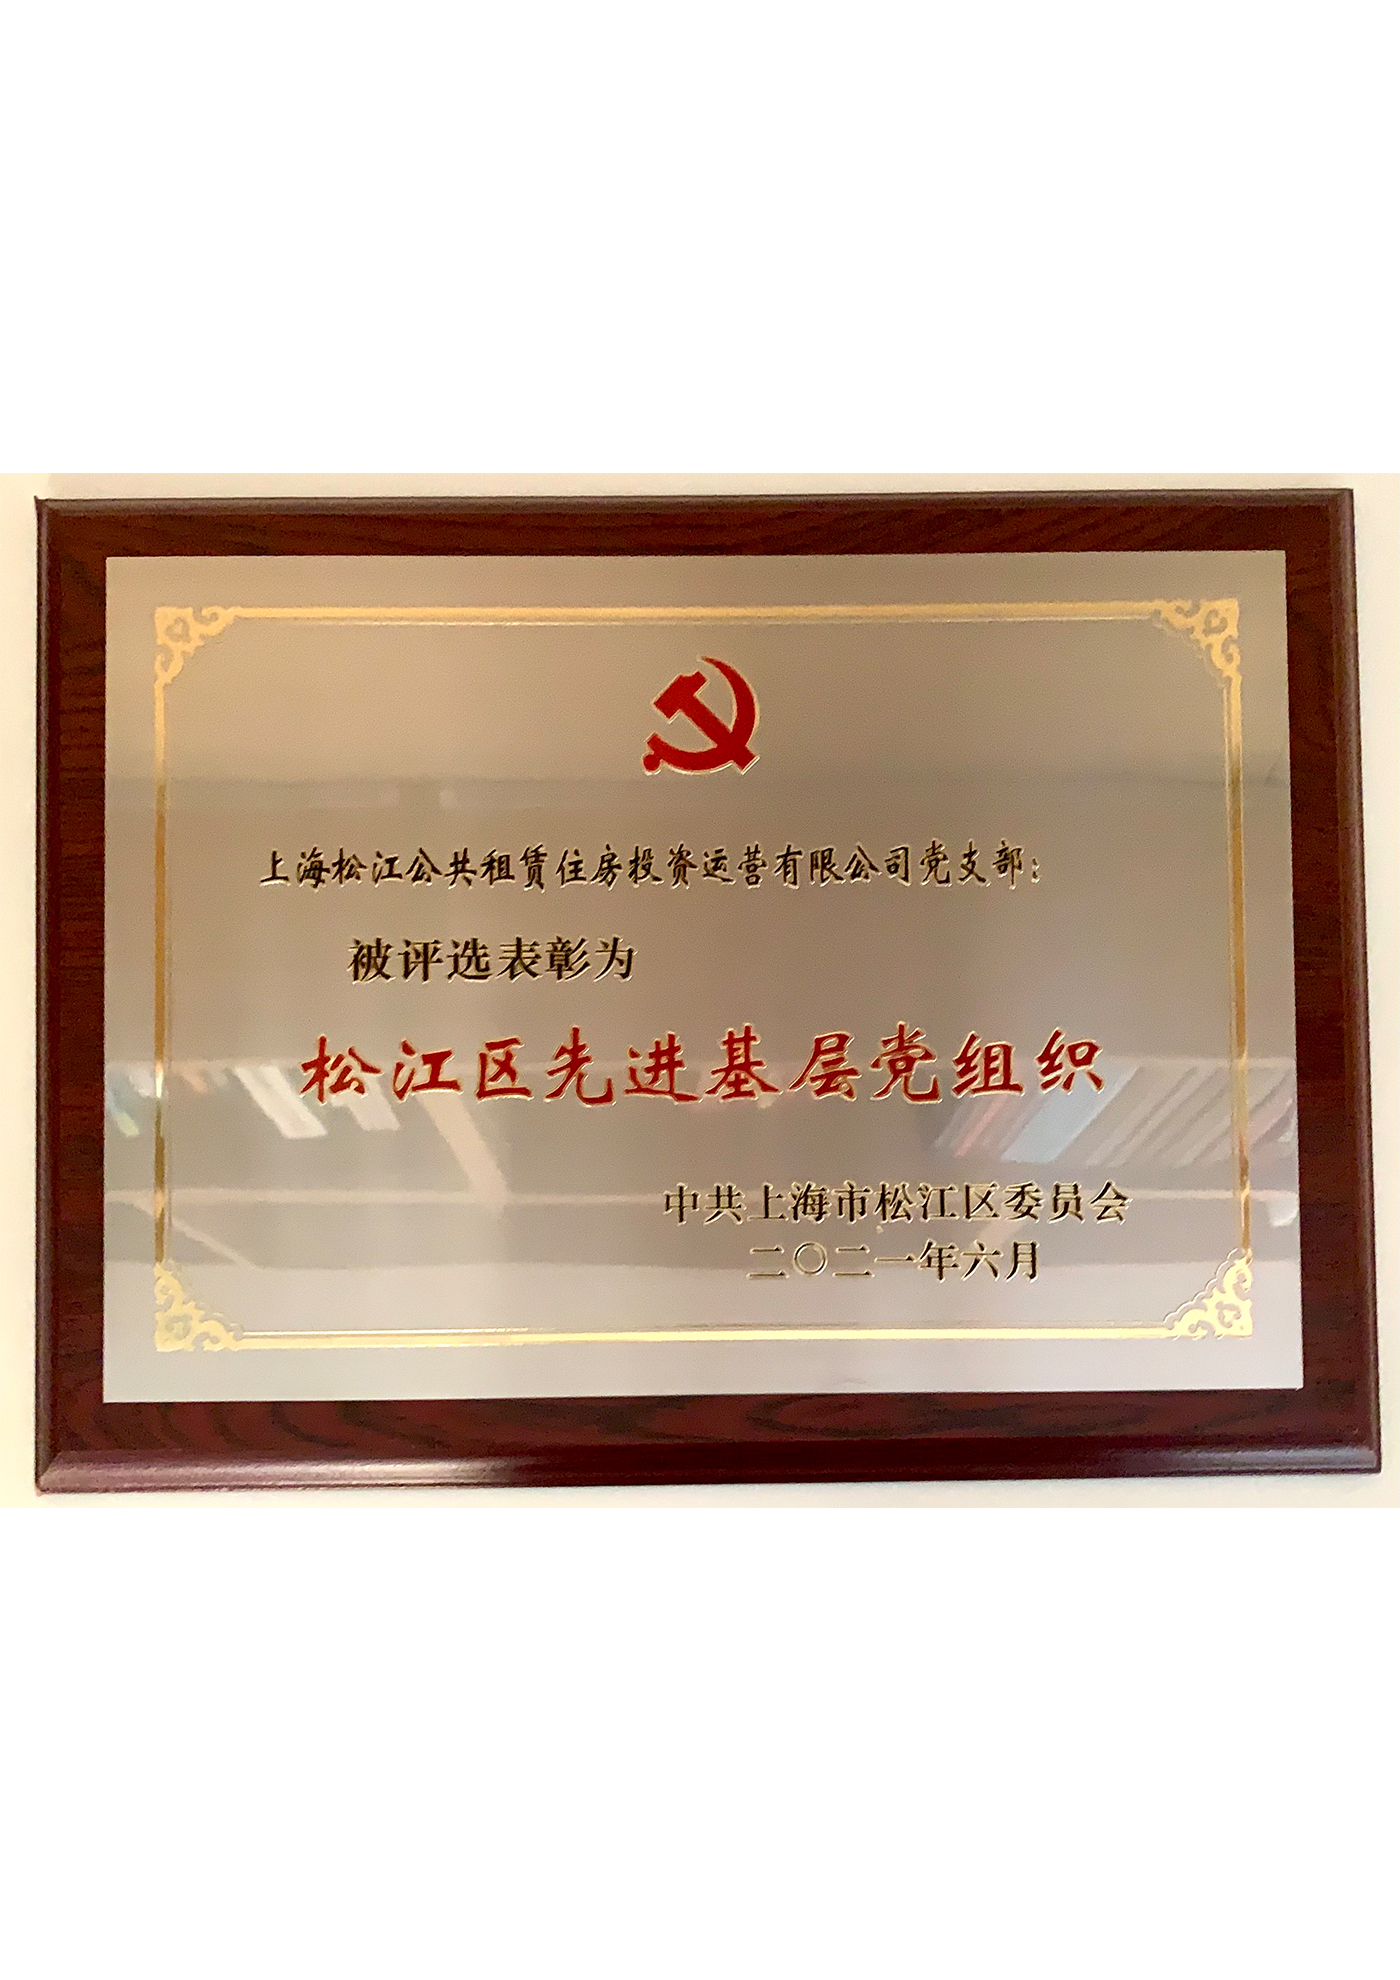 上海松江公共租赁住房投资运营有限公司党支部：
被评选表彰为
松江区先进基层党组织
中共上海市松江区委员会
二〇二一年六月